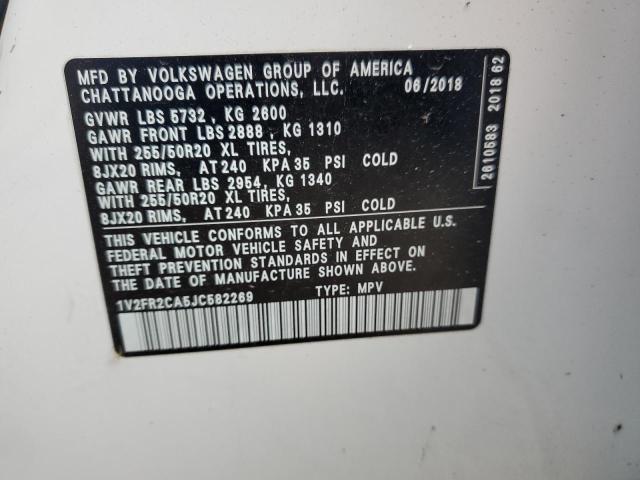 MFD BY VOLKSWAGEN GROUP OF AMERICA
CHATTANOOGA OPERATIONS, LLC. 06/2018
GVWR LBS 5732 , KG 2600
GAWR FRONT LBS 2888 , KG 1310
WITH 255/50R20 XL TIRES,
8JX20 RIMS, AT 240 KPA 35 PSI COLD
GAWR REAR LBS 2954, KG 1340
WITH 255/50R20 XL TIRES,
8JX20 RIMS, AT 240 KPA 35 PSI COLD
THIS VEHICLE CONFORMS TO ALL APPLICABLE U.S.
FEDERAL MOTOR VEHICLE SAFETY AND
THEFT PREVENTION STANDARDS IN EFFECT ON
THE DATE OF MANUFACTURE SHOWN ABOVE.
1V2FR2CA5JC582269 TYPE: MPV
2610583 2018 62